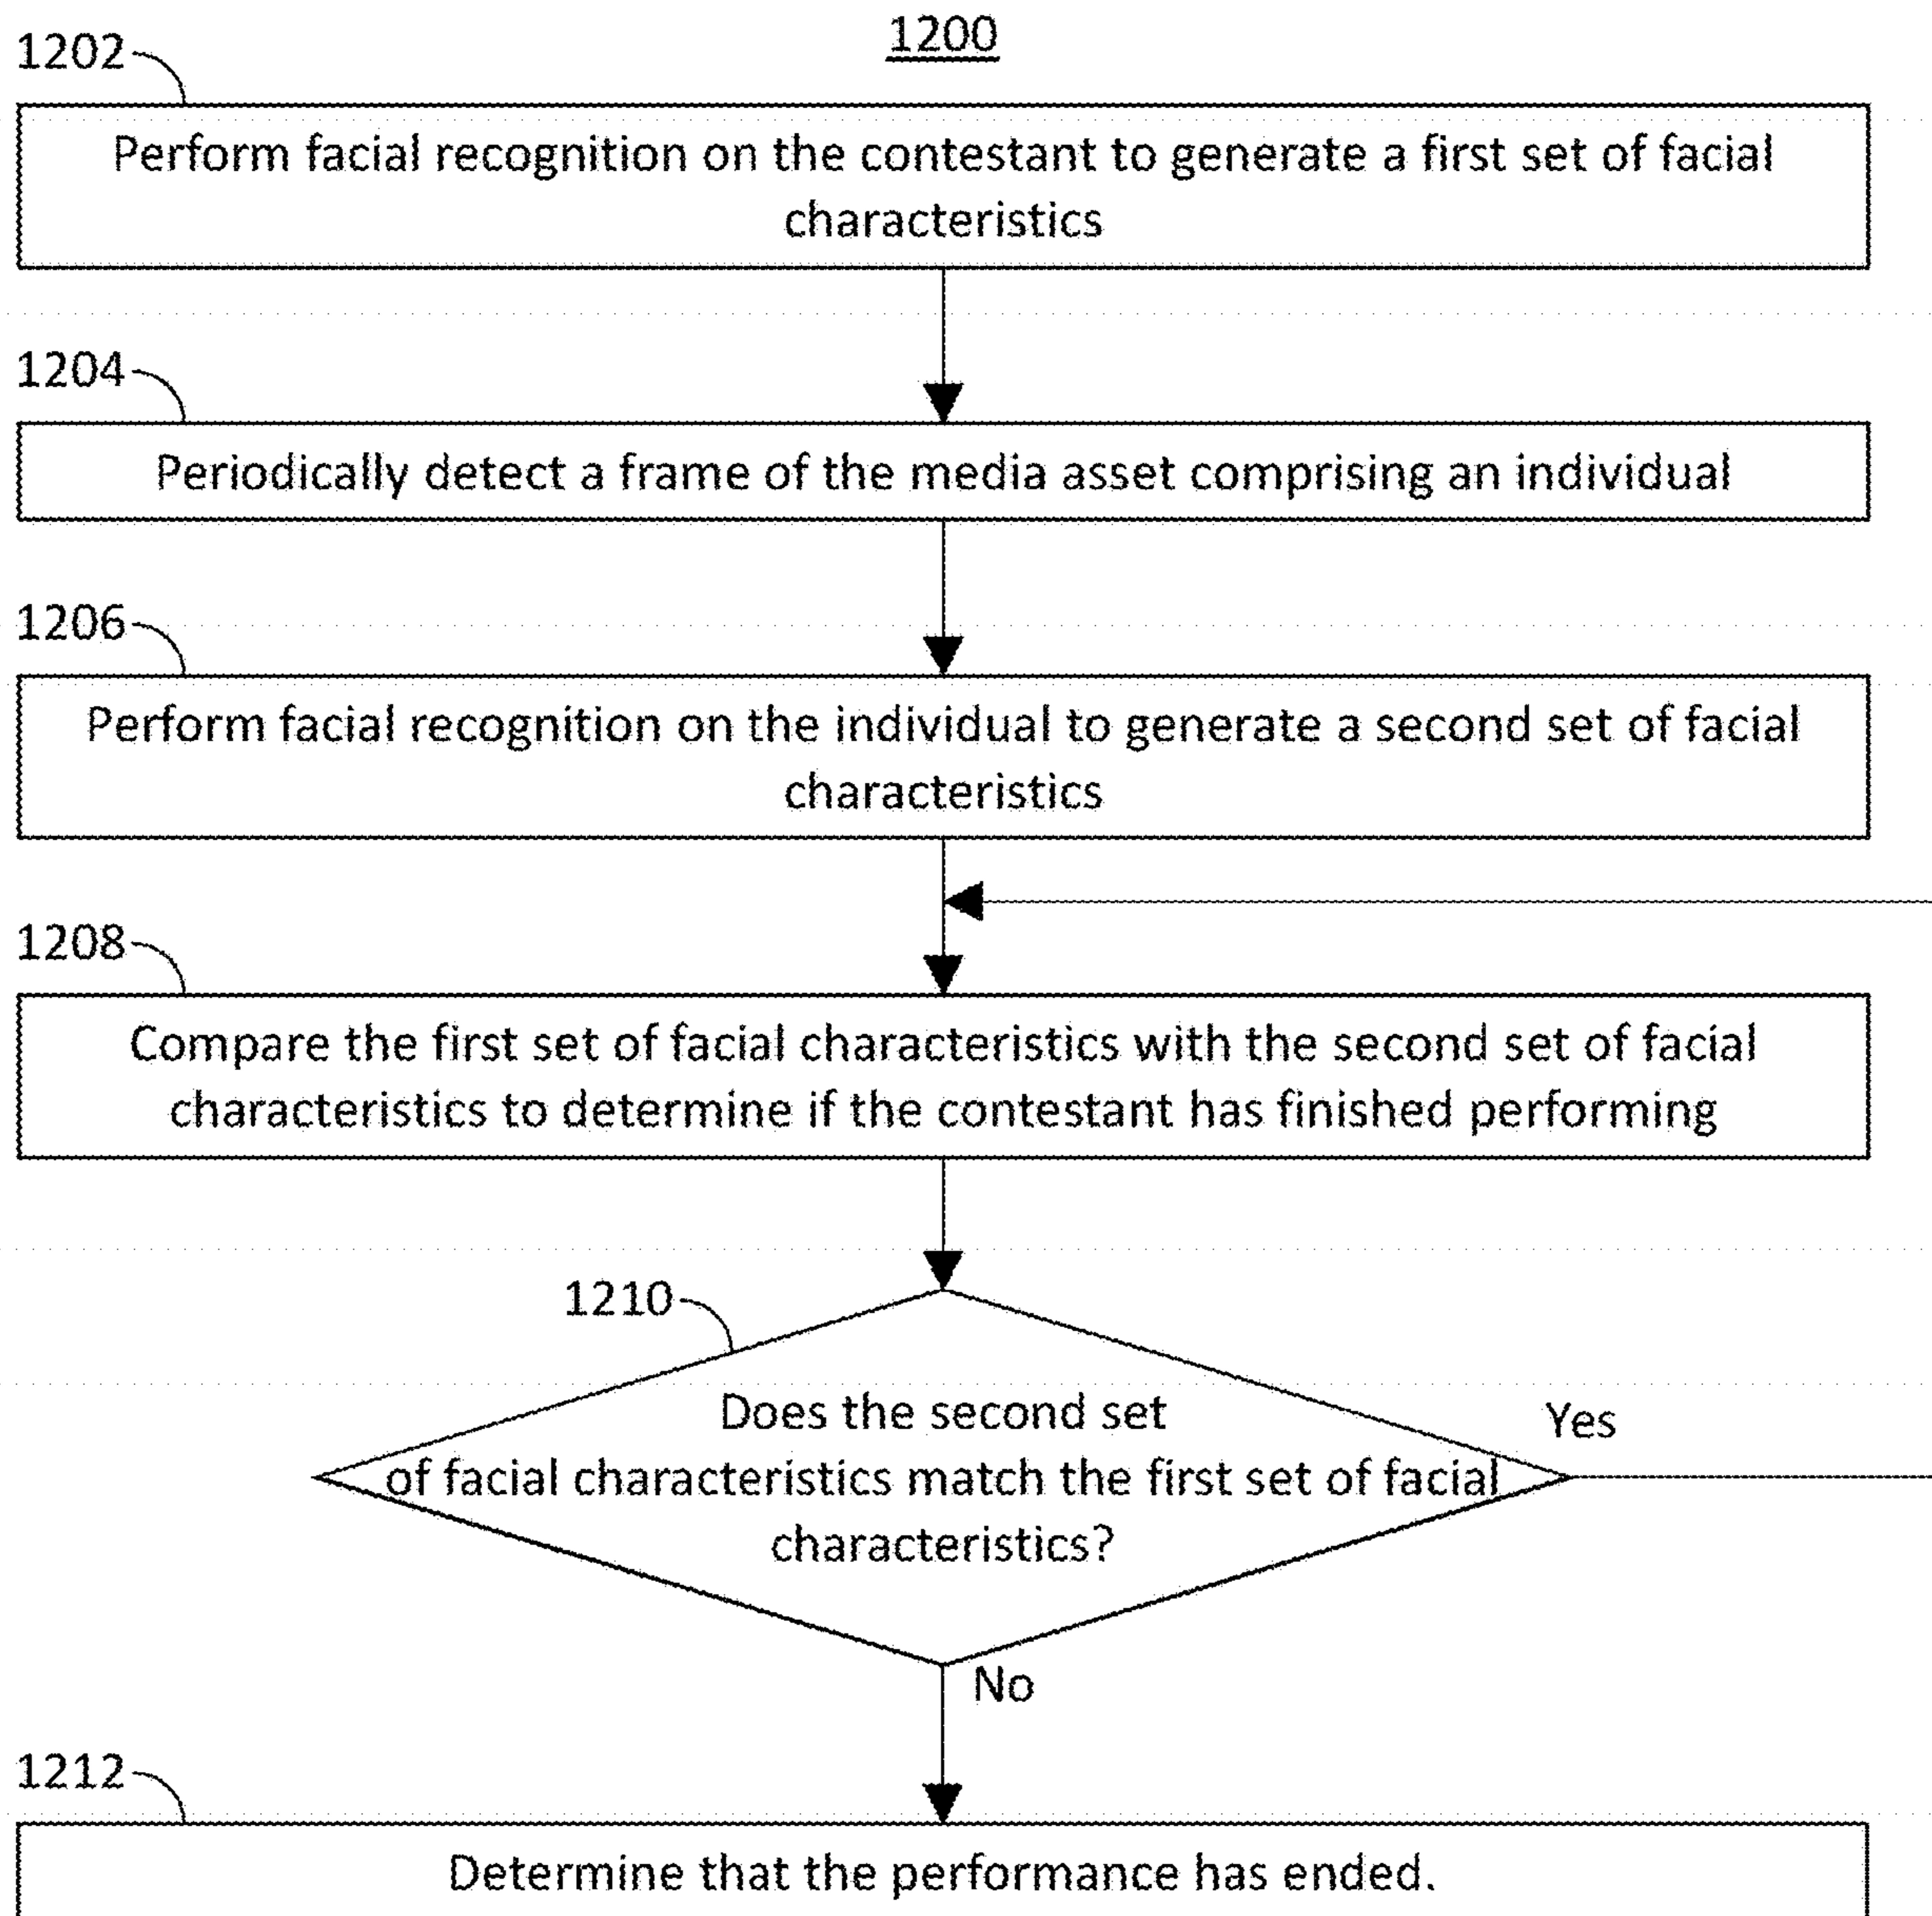 1200
1202
Perform facial recognition on the contestant to generate a first set of facial
characteristics
1204
Periodically detect a frame of the media asset comprising an individual
1206
Perform facial recognition on the individual to generate a second set of facial
characteristics
1208
Compare the first set of facial characteristics with the second set of facial
characteristics to determine if the contestant has finished performing
1210
Does the second set
of facial characteristics match the first set of facial
characteristics?
Yes
No
1212
Determine that the performance has ended.